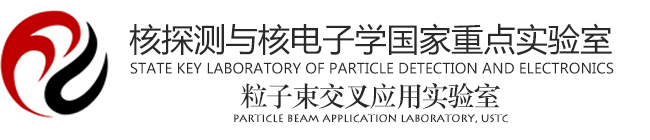 核探测与核电子学国家重点实验室
STATE KEY LABORATORY OF PARTICLE DETECTION AND ELECTRONICS
粒子束交叉应用实验室
PARTICLE BEAM APPLICATION LABORATORY, USTC